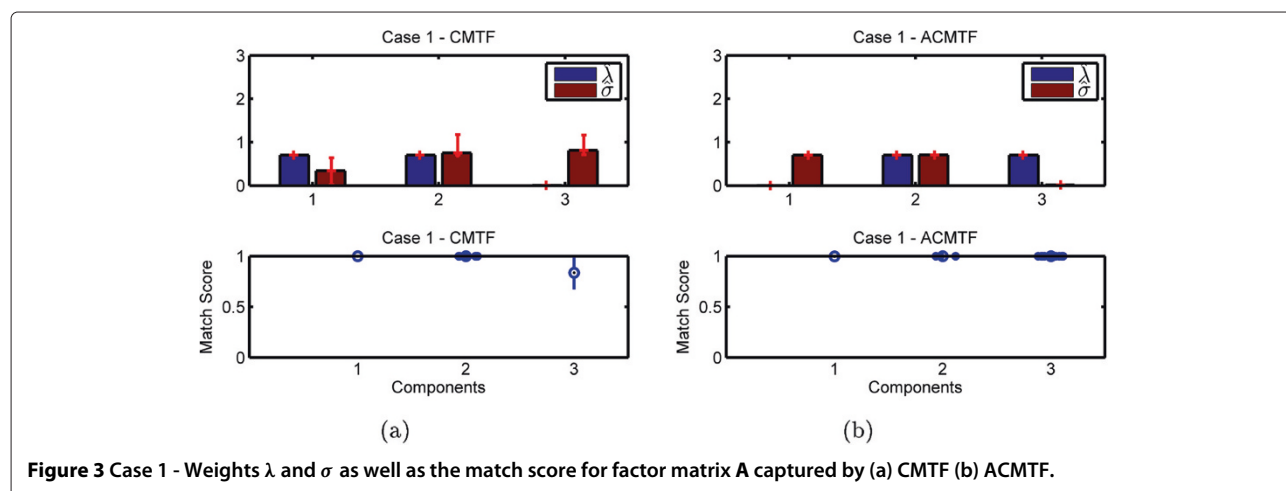 Case 1 - CMTF
3
2
1
0
λ̂
σ̂
1 2 3
Case 1 - CMTF
Match Score
1
0.5
0
1 2 3
Components
(a)
Case 1 - ACMTF
3
2
1
0
λ̂
σ̂
1 2 3
Case 1 - ACMTF
Match Score
1
0.5
0
1 2 3
Components
(b)
Figure 3 Case 1 - Weights λ and σ as well as the match score for factor matrix A captured by (a) CMTF (b) ACMTF.